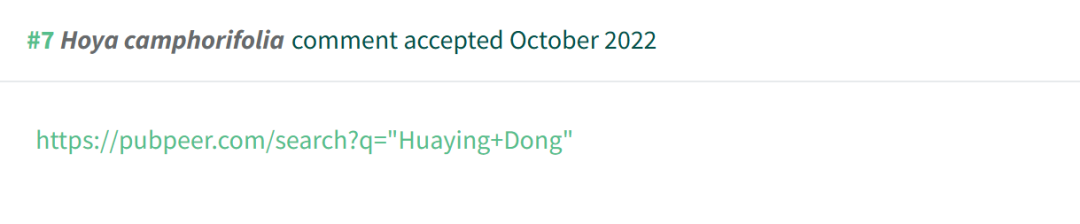 #7 Hoya camphorifolia comment accepted October 2022
https://pubpeer.com/search?q="Huaying+Dong"